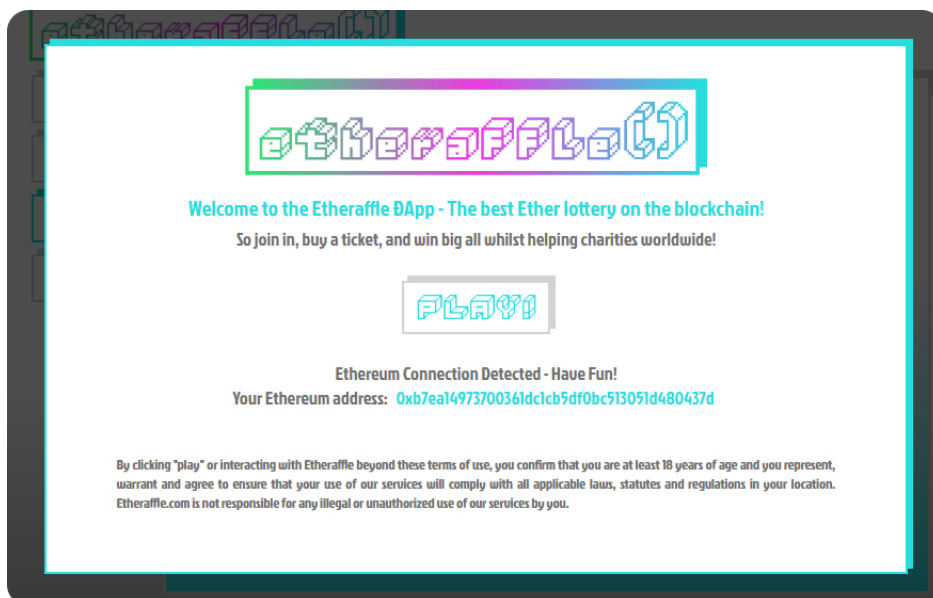 etheraffle()
Welcome to the Etheraffle ĐApp - The best Ether lottery on the blockchain!
So join in, buy a ticket, and win big all whilst helping charities worldwide!
PLAY!
Ethereum Connection Detected - Have Fun!
Your Ethereum address: 0xb7ea14973700361dc1cb5df0bc513051d480437d
By clicking "play" or interacting with Etheraffle beyond these terms of use, you confirm that you are at least 18 years of age and you represent,
warrant and agree to ensure that your use of our services will comply with all applicable laws, statutes and regulations in your location.
Etheraffle.com is not responsible for any illegal or unauthorized use of our services by you.